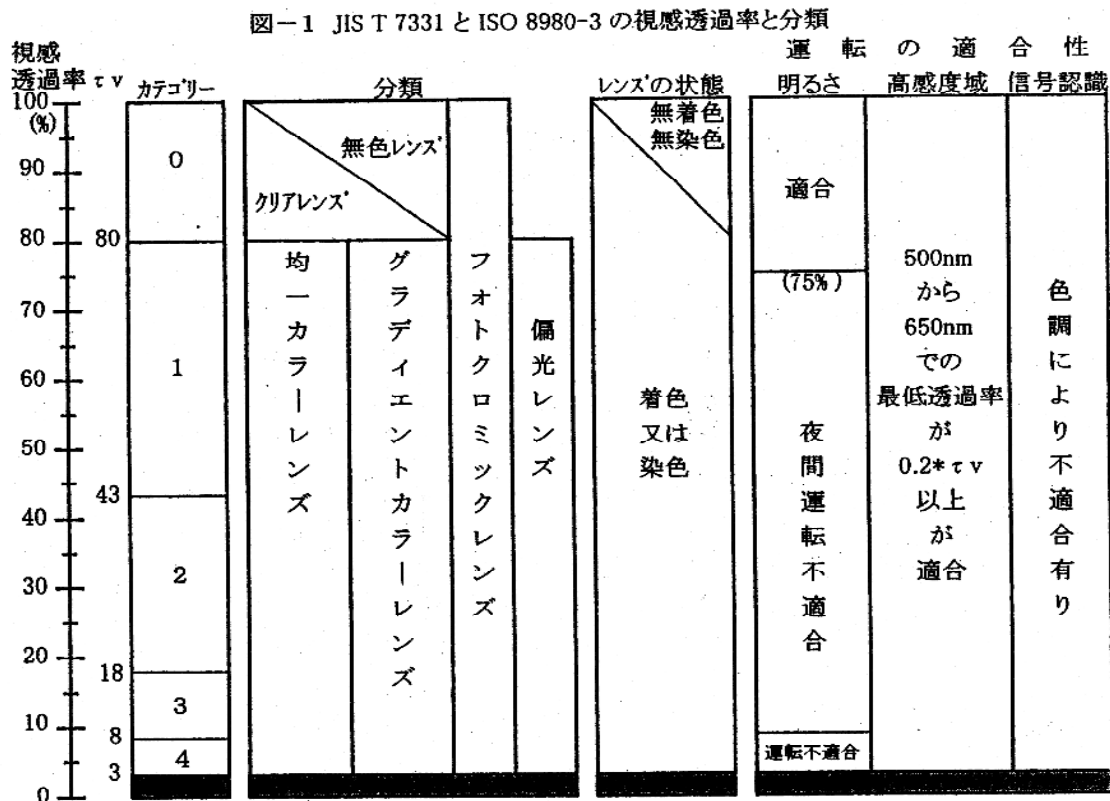 図－1 JIS T 7331 と ISO 8980-3 の視感透過率と分類
視感
透過率 τv
運転の適合性
カテゴリー
分類
レンズの状態
明るさ
高感度域
信号認識
100
(%)
90
80
70
60
50
40
30
20
10
0
80
43
18
8
3
0
1
2
3
4
無色レンズ
クリアレンズ
均一カラーレンズ
グラディエントカラーレンズ
フォトクロミックレンズ
偏光レンズ
無着色
無染色
着色
又は
染色
適合
(75%)
夜間運転不適合
運転不適合
500nm
から
650nm
での
最低透過率
が
0.2*τv
以上
が
適合
色調により不適合有り